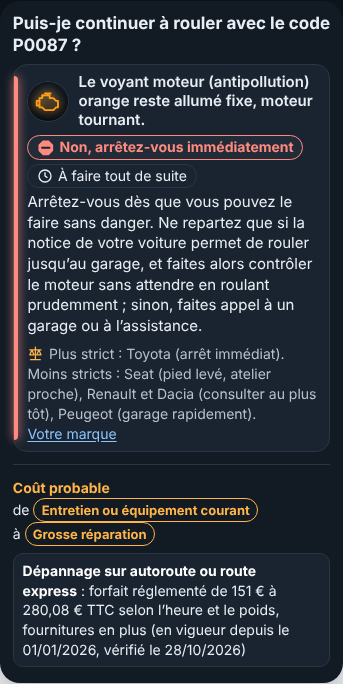 Puis-je continuer à rouler avec le code
P0087 ?
Le voyant moteur (antipollution)
orange reste allumé fixe, moteur
tournant.
Non, arrêtez-vous immédiatement
À faire tout de suite
Arrêtez-vous dès que vous pouvez le
faire sans danger. Ne repartez que si la
notice de votre voiture permet de rouler
jusqu’au garage, et faites alors contrôler
le moteur sans attendre en roulant
prudemment ; sinon, faites appel à un
garage ou à l’assistance.
Plus strict : Toyota (arrêt immédiat).
Moins stricts : Seat (pied levé, atelier
proche), Renault et Dacia (consulter au plus
tôt), Peugeot (garage rapidement).
Votre marque
Coût probable
de Entretien ou équipement courant
à Grosse réparation
Dépannage sur autoroute ou route
express : forfait réglementé de 151 € à
280,08 € TTC selon l’heure et le poids,
fournitures en plus (en vigueur depuis le
01/01/2026, vérifié le 28/10/2026)